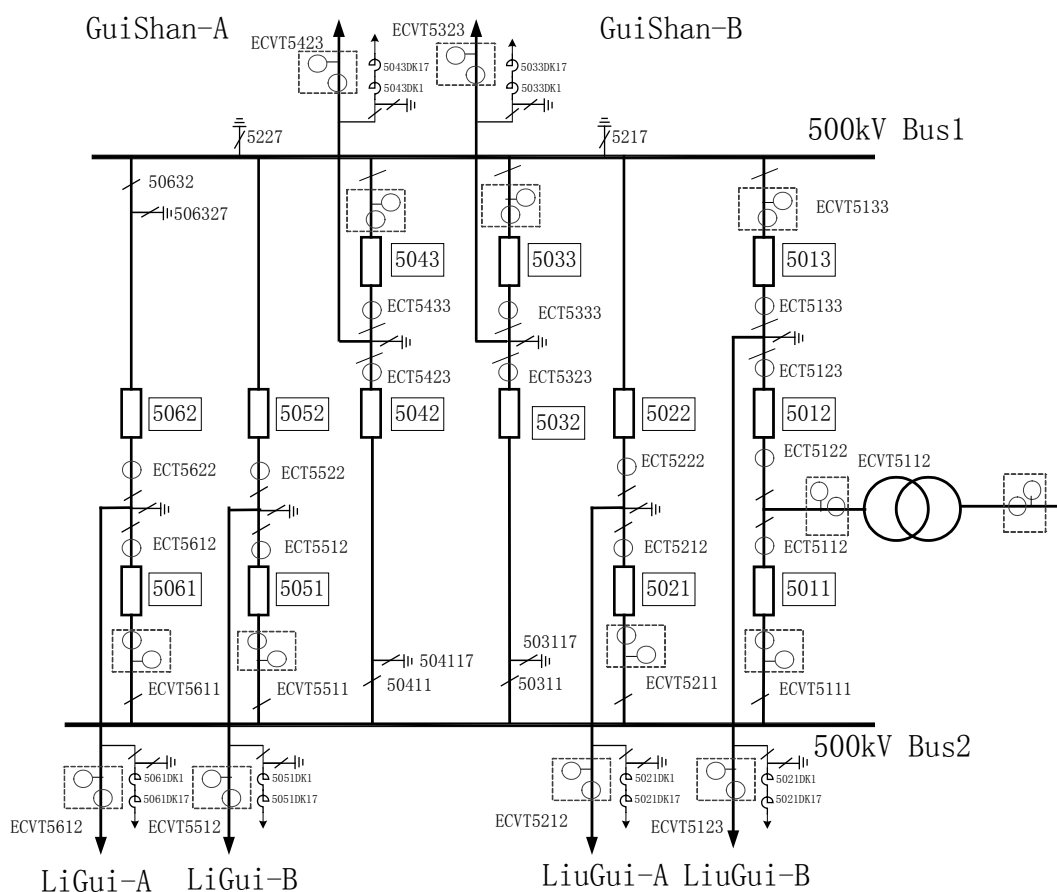 GuiShan-A
ECVT5423
5043DK17
5043DK1
ECVT5323
5033DK17
5033DK1
GuiShan-B
5227
5217
500kV Bus1
50632
506327
ECVT5133
5043
5033
5013
ECT5433
ECT5333
ECT5133
ECT5423
ECT5323
ECT5123
5062
5052
5042
5032
5022
5012
ECT5622
ECT5522
ECT5222
ECT5122
ECVT5112
ECT5612
ECT5512
ECT5212
ECT5112
5061
5051
5021
5011
504117
503117
50411
50311
ECVT5611
ECVT5511
ECVT5211
ECVT5111
500kV Bus2
5061DK1
5061DK17
5051DK1
5051DK17
5021DK1
5021DK17
5021DK1
5021DK17
ECVT5612
ECVT5512
ECVT5212
ECVT5123
LiGui-A
LiGui-B
LiuGui-A
LiuGui-B